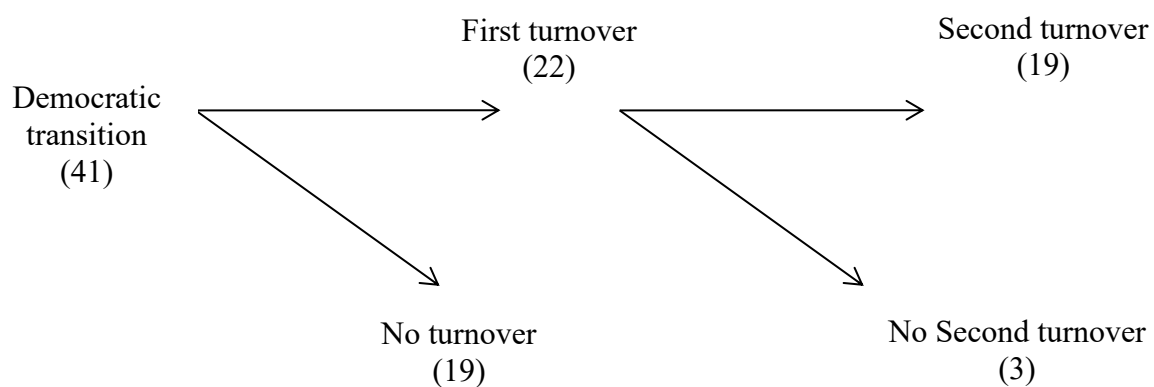 First turnover
(22)
Second turnover
(19)
Democratic
transition
(41)
No turnover
(19)
No Second turnover
(3)